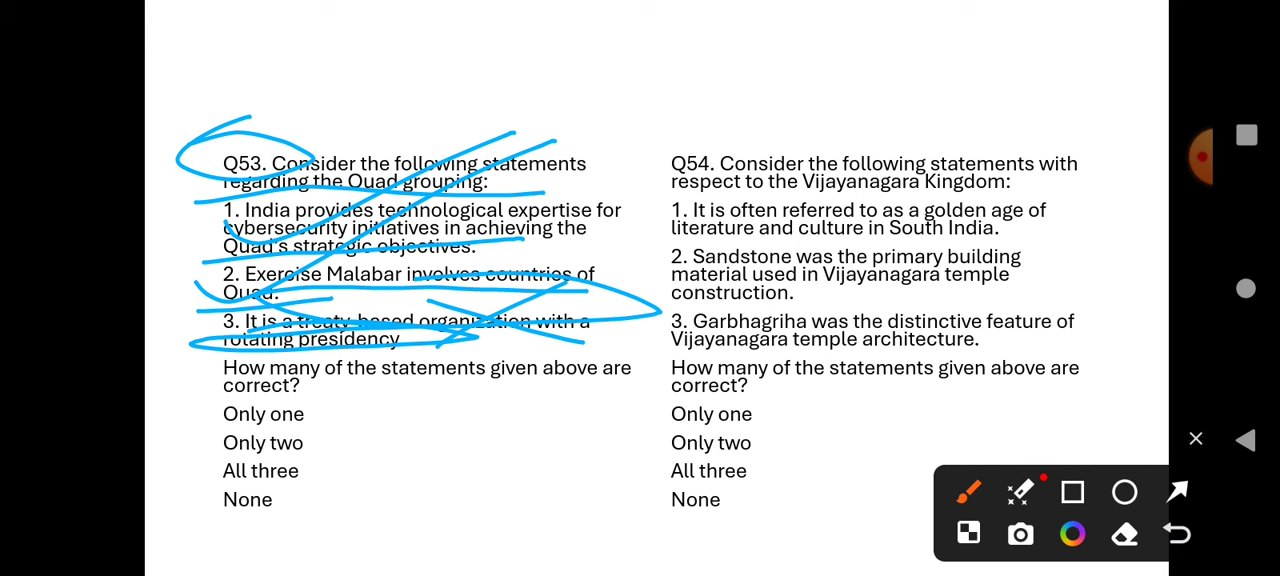 Q53. Consider the following statements
regarding the Quad grouping:
1. India provides technological expertise for
cybersecurity initiatives in achieving the
Quad's strategic objectives.
2. Exercise Malabar involves countries of
Quad.
3. It is a treaty-based organization with a
rotating presidency
How many of the statements given above are
correct?
Only one
Only two
All three
None
Q54. Consider the following statements with
respect to the Vijayanagara Kingdom:
1. It is often referred to as a golden age of
literature and culture in South India.
2. Sandstone was the primary building
material used in Vijayanagara temple
construction.
3. Garbhagriha was the distinctive feature of
Vijayanagara temple architecture.
How many of the statements given above are
correct?
Only one
Only two
All three
None